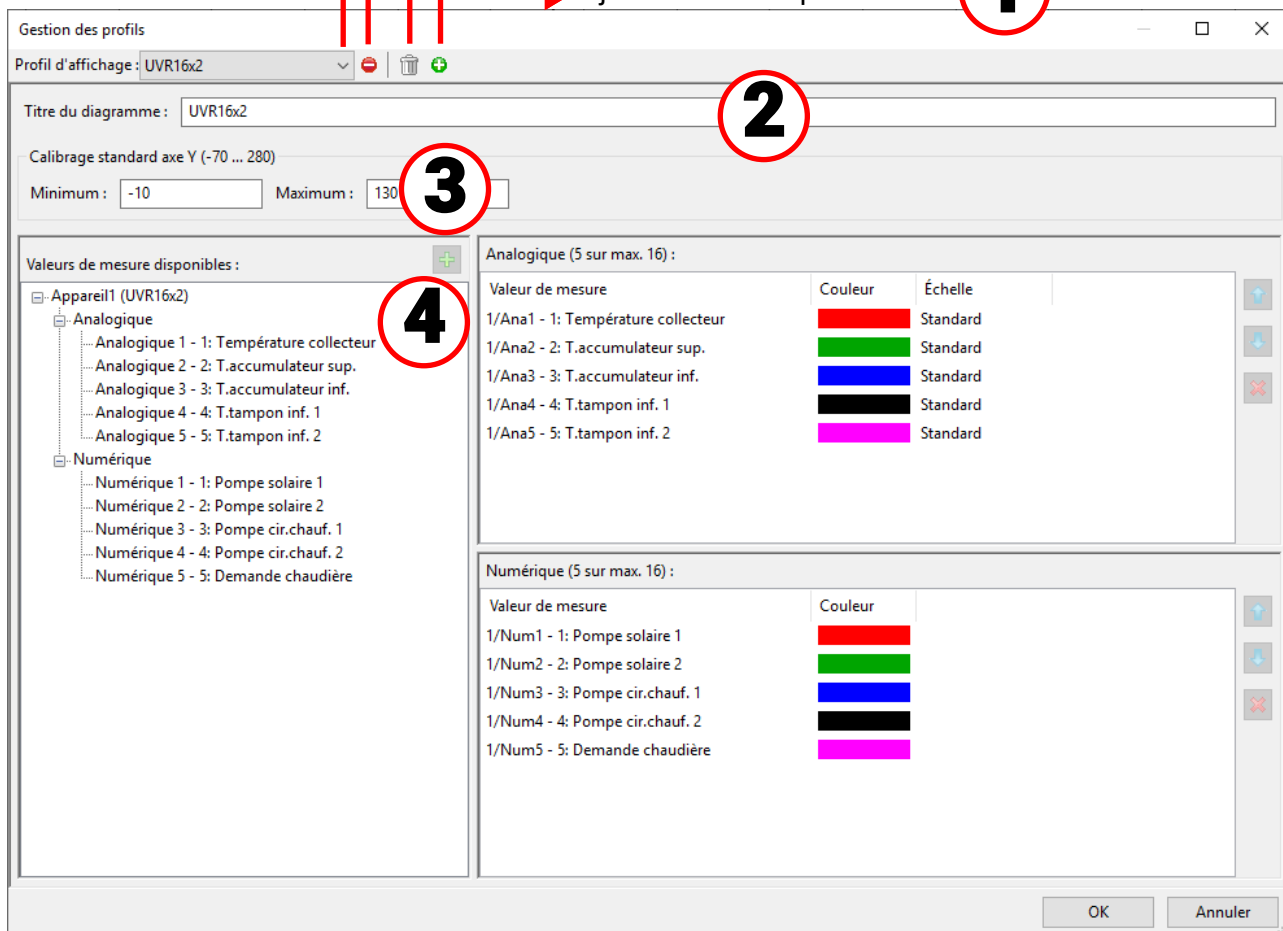 Gestion des profils
Profil d'affichage : UVR16x2
Titre du diagramme : UVR16x2
2
Calibrage standard axe Y (-70 ... 280)
Minimum : -10 Maximum : 130
3
Valeurs de mesure disponibles :
Appareil1 (UVR16x2)
4
Analogique
Analogique 1 - 1: Température collecteur
Analogique 2 - 2: T.accumulateur sup.
Analogique 3 - 3: T.accumulateur inf.
Analogique 4 - 4: T.tampon inf. 1
Analogique 5 - 5: T.tampon inf. 2
Numérique
Numérique 1 - 1: Pompe solaire 1
Numérique 2 - 2: Pompe solaire 2
Numérique 3 - 3: Pompe cir.chauf. 1
Numérique 4 - 4: Pompe cir.chauf. 2
Numérique 5 - 5: Demande chaudière
Analogique (5 sur max. 16) :
Valeur de mesure Couleur Échelle
1/Ana1 - 1: Température collecteur Standard
1/Ana2 - 2: T.accumulateur sup. Standard
1/Ana3 - 3: T.accumulateur inf. Standard
1/Ana4 - 4: T.tampon inf. 1 Standard
1/Ana5 - 5: T.tampon inf. 2 Standard
Numérique (5 sur max. 16) :
Valeur de mesure Couleur
1/Num1 - 1: Pompe solaire 1
1/Num2 - 2: Pompe solaire 2
1/Num3 - 3: Pompe cir.chauf. 1
1/Num4 - 4: Pompe cir.chauf. 2
1/Num5 - 5: Demande chaudière
OK Annuler